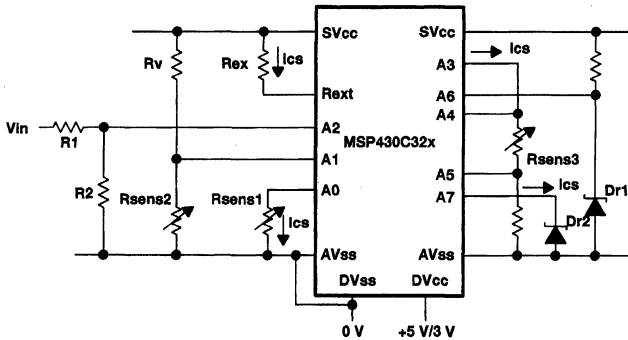 SVcc
SVcc
Rv
Rex
Ics
Ics
A3
Rext
A6
A4
Vin
R1
A2
MSP430C32x
A1
Rsens3
R2
A5
Rsens2
Rsens1
A0
Ics
A7
Dr1
Ics
Dr2
AVss
AVss
DVss
DVcc
0 V
+5 V/3 V